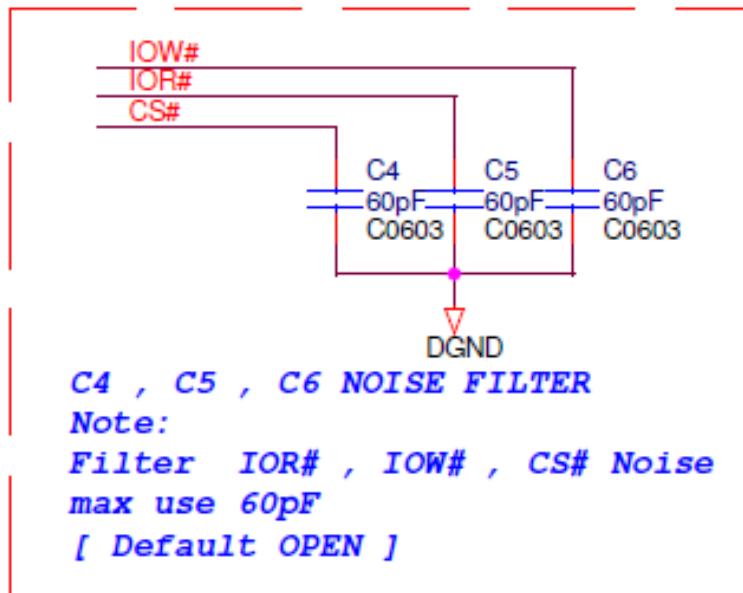 IOW#
IOR#
CS#
C4 C5 C6
60pF 60pF 60pF
C0603 C0603 C0603
DGND
C4 , C5 , C6 NOISE FILTER
Note:
Filter IOR# , IOW# , CS# Noise
max use 60pF
[ Default OPEN ]